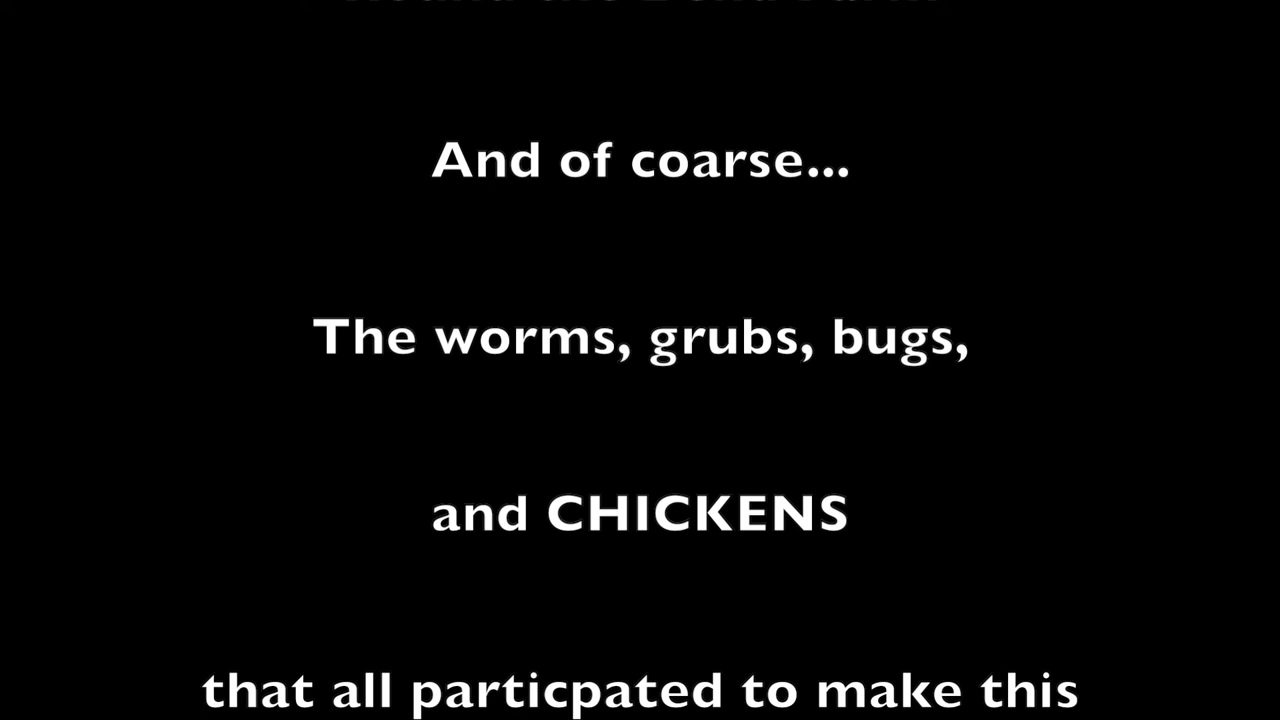 And of coarse...
The worms, grubs, bugs,
and CHICKENS
that all particpated to make this